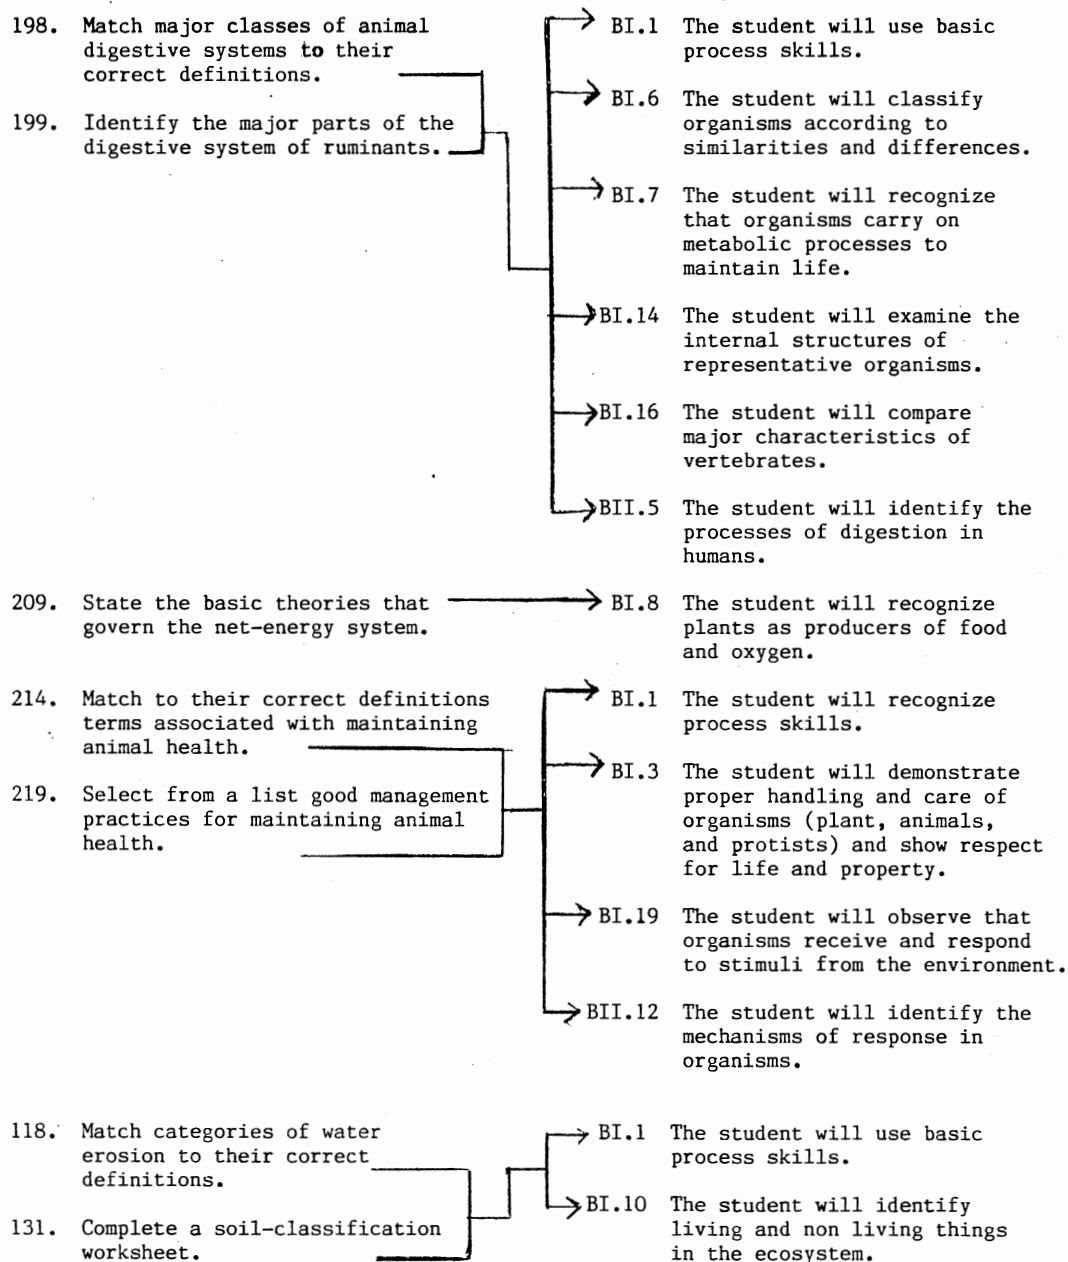 198. Match major classes of animal
digestive systems to their
correct definitions.
199. Identify the major parts of the
digestive system of ruminants.
BI.1 The student will use basic
process skills.
BI.6 The student will classify
organisms according to
similarities and differences.
BI.7 The student will recognize
that organisms carry on
metabolic processes to
maintain life.
BI.14 The student will examine the
internal structures of
representative organisms.
BI.16 The student will compare
major characteristics of
vertebrates.
BII.5 The student will identify the
processes of digestion in
humans.
209. State the basic theories that
govern the net-energy system.
BI.8 The student will recognize
plants as producers of food
and oxygen.
214. Match to their correct definitions
terms associated with maintaining
animal health.
219. Select from a list good management
practices for maintaining animal
health.
BI.1 The student will recognize
process skills.
BI.3 The student will demonstrate
proper handling and care of
organisms (plant, animals,
and protists) and show respect
for life and property.
BI.19 The student will observe that
organisms receive and respond
to stimuli from the environment.
BII.12 The student will identify the
mechanisms of response in
organisms.
118. Match categories of water
erosion to their correct
definitions.
131. Complete a soil-classification
worksheet.
BI.1 The student will use basic
process skills.
BI.10 The student will identify
living and non living things
in the ecosystem.